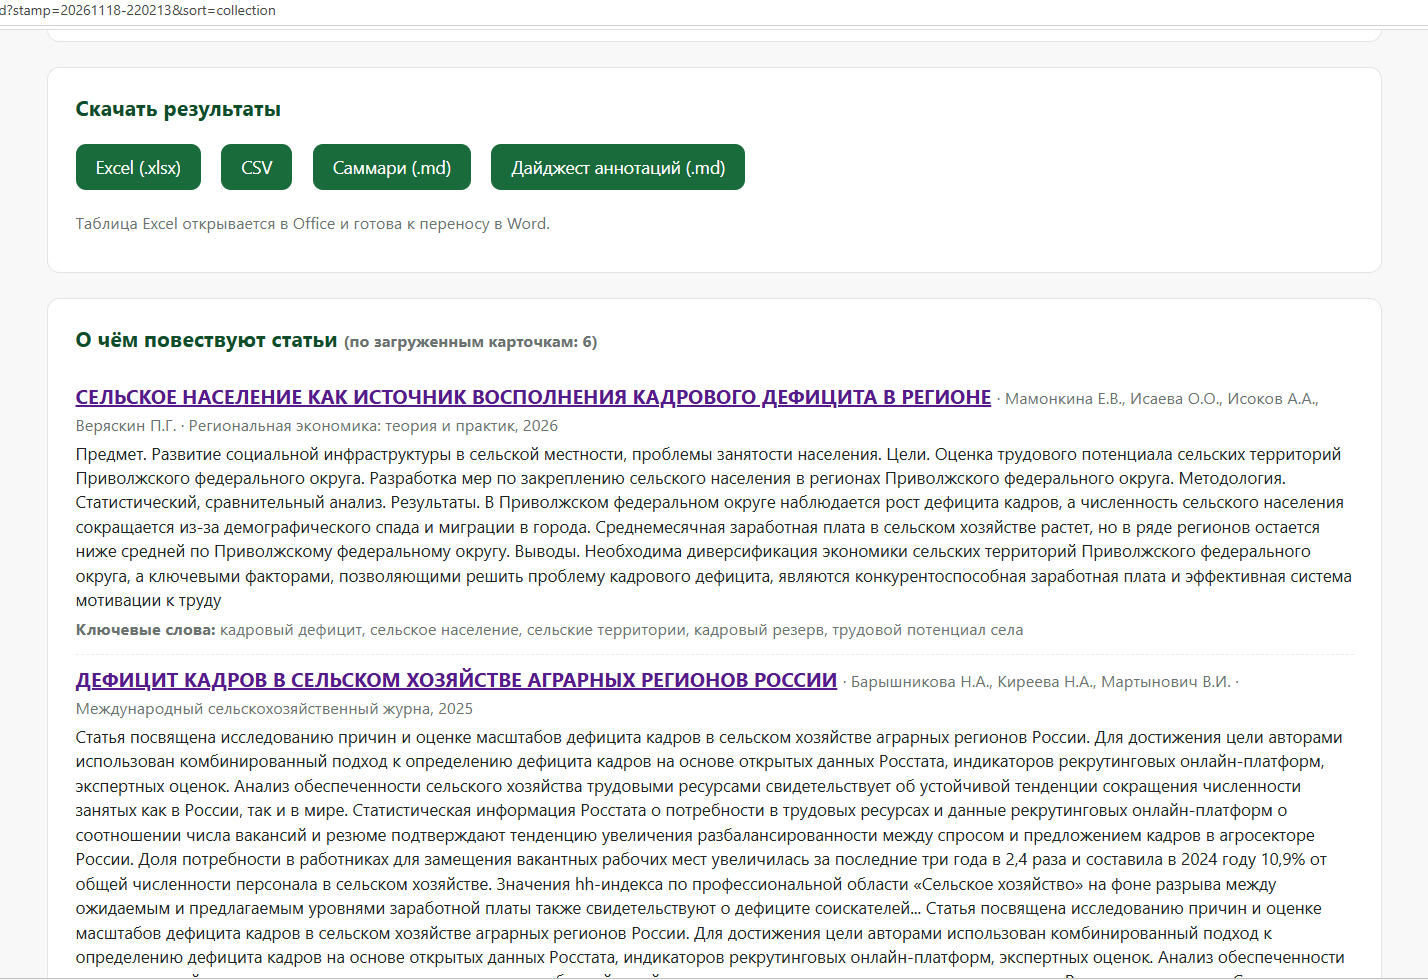 d?stamp=20261118-220213&sort=collection
Скачать результаты
Excel (.xlsx)
CSV
Саммари (.md)
Дайджест аннотаций (.md)
Таблица Excel открывается в Office и готова к переносу в Word.
О чём повествуют статьи (по загруженным карточкам: 6)
СЕЛЬСКОЕ НАСЕЛЕНИЕ КАК ИСТОЧНИК ВОСПОЛНЕНИЯ КАДРОВОГО ДЕФИЦИТА В РЕГИОНЕ · Мамонкина Е.В., Исаева О.О., Исоков А.А.,
Веряскин П.Г. · Региональная экономика: теория и практик, 2026
Предмет. Развитие социальной инфраструктуры в сельской местности, проблемы занятости населения. Цели. Оценка трудового потенциала сельских территорий
Приволжского федерального округа. Разработка мер по закреплению сельского населения в регионах Приволжского федерального округа. Методология.
Статистический, сравнительный анализ. Результаты. В Приволжском федеральном округе наблюдается рост дефицита кадров, а численность сельского населения
сокращается из-за демографического спада и миграции в города. Среднемесячная заработная плата в сельском хозяйстве растет, но в ряде регионов остается
ниже средней по Приволжскому федеральному округу. Выводы. Необходима диверсификация экономики сельских территорий Приволжского федерального
округа, а ключевыми факторами, позволяющими решить проблему кадрового дефицита, являются конкурентоспособная заработная плата и эффективная система
мотивации к труду
Ключевые слова: кадровый дефицит, сельское население, сельские территории, кадровый резерв, трудовой потенциал села
ДЕФИЦИТ КАДРОВ В СЕЛЬСКОМ ХОЗЯЙСТВЕ АГРАРНЫХ РЕГИОНОВ РОССИИ · Барышникова Н.А., Киреева Н.А., Мартынович В.И. ·
Международный сельскохозяйственный журна, 2025
Статья посвящена исследованию причин и оценке масштабов дефицита кадров в сельском хозяйстве аграрных регионов России. Для достижения цели авторами
использован комбинированный подход к определению дефицита кадров на основе открытых данных Росстата, индикаторов рекрутинговых онлайн-платформ,
экспертных оценок. Анализ обеспеченности сельского хозяйства трудовыми ресурсами свидетельствует об устойчивой тенденции сокращения численности
занятых как в России, так и в мире. Статистическая информация Росстата о потребности в трудовых ресурсах и данные рекрутинговых онлайн-платформ о
соотношении числа вакансий и резюме подтверждают тенденцию увеличения разбалансированности между спросом и предложением кадров в агросекторе
России. Доля потребности в работниках для замещения вакантных рабочих мест увеличилась за последние три года в 2,4 раза и составила в 2024 году 10,9% от
общей численности персонала в сельском хозяйстве. Значения hh-индекса по профессиональной области «Сельское хозяйство» на фоне разрыва между
ожидаемым и предлагаемым уровнями заработной платы также свидетельствуют о дефиците соискателей... Статья посвящена исследованию причин и оценке
масштабов дефицита кадров в сельском хозяйстве аграрных регионов России. Для достижения цели авторами использован комбинированный подход к
определению дефицита кадров на основе открытых данных Росстата, индикаторов рекрутинговых онлайн-платформ, экспертных оценок. Анализ обеспеченности